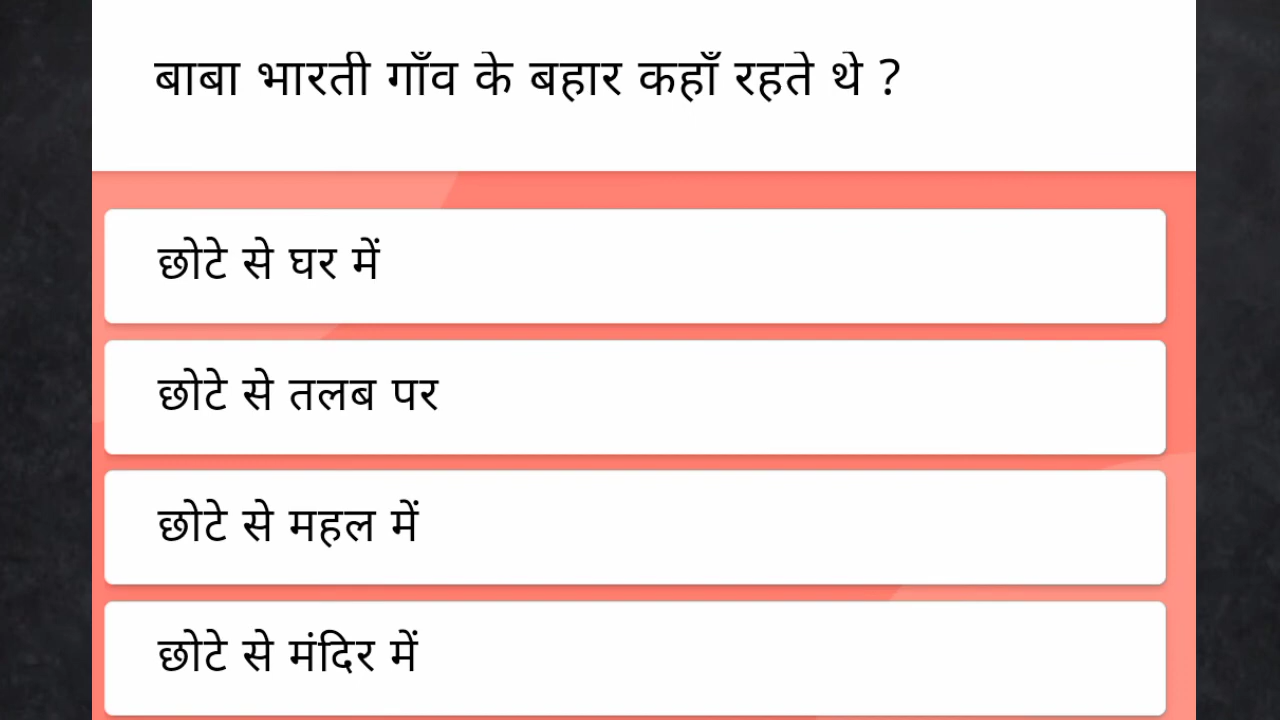 बाबा भारती गाँव के बहार कहाँ रहते थे ?
छोटे से घर में
छोटे से तलब पर
छोटे से महल में
छोटे से मंदिर में